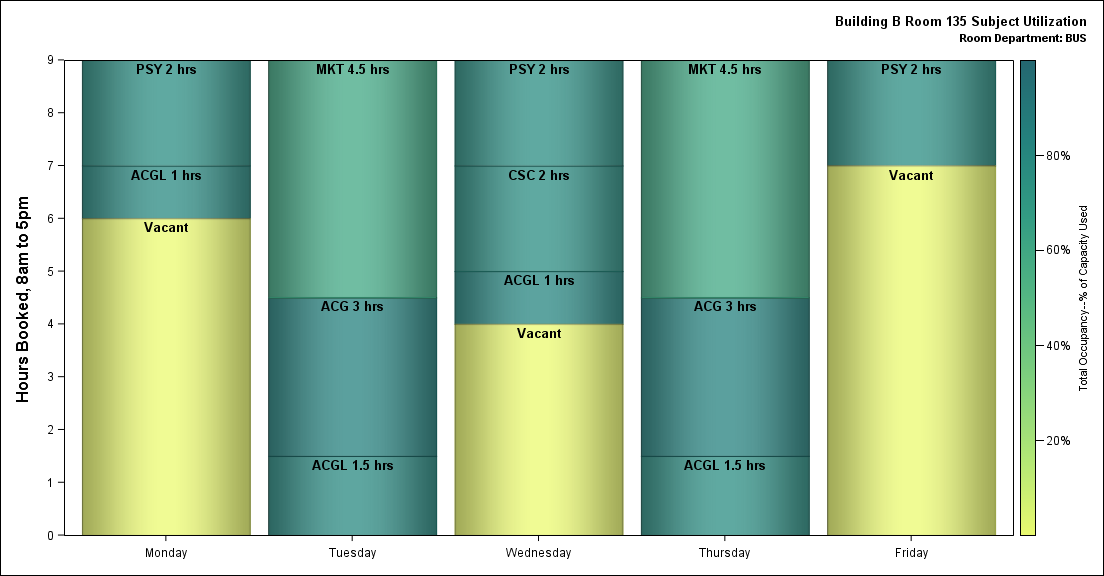 Building B Room 135 Subject Utilization
Room Department: BUS
Hours Booked, 8am to 5pm
9
8
7
6
5
4
3
2
1
0
PSY 2 hrs
ACGL 1 hrs
Vacant
MKT 4.5 hrs
ACG 3 hrs
ACGL 1.5 hrs
PSY 2 hrs
CSC 2 hrs
ACGL 1 hrs
Vacant
MKT 4.5 hrs
ACG 3 hrs
ACGL 1.5 hrs
PSY 2 hrs
Vacant
Monday
Tuesday
Wednesday
Thursday
Friday
80%
60%
40%
20%
Total Occupancy--% of Capacity Used